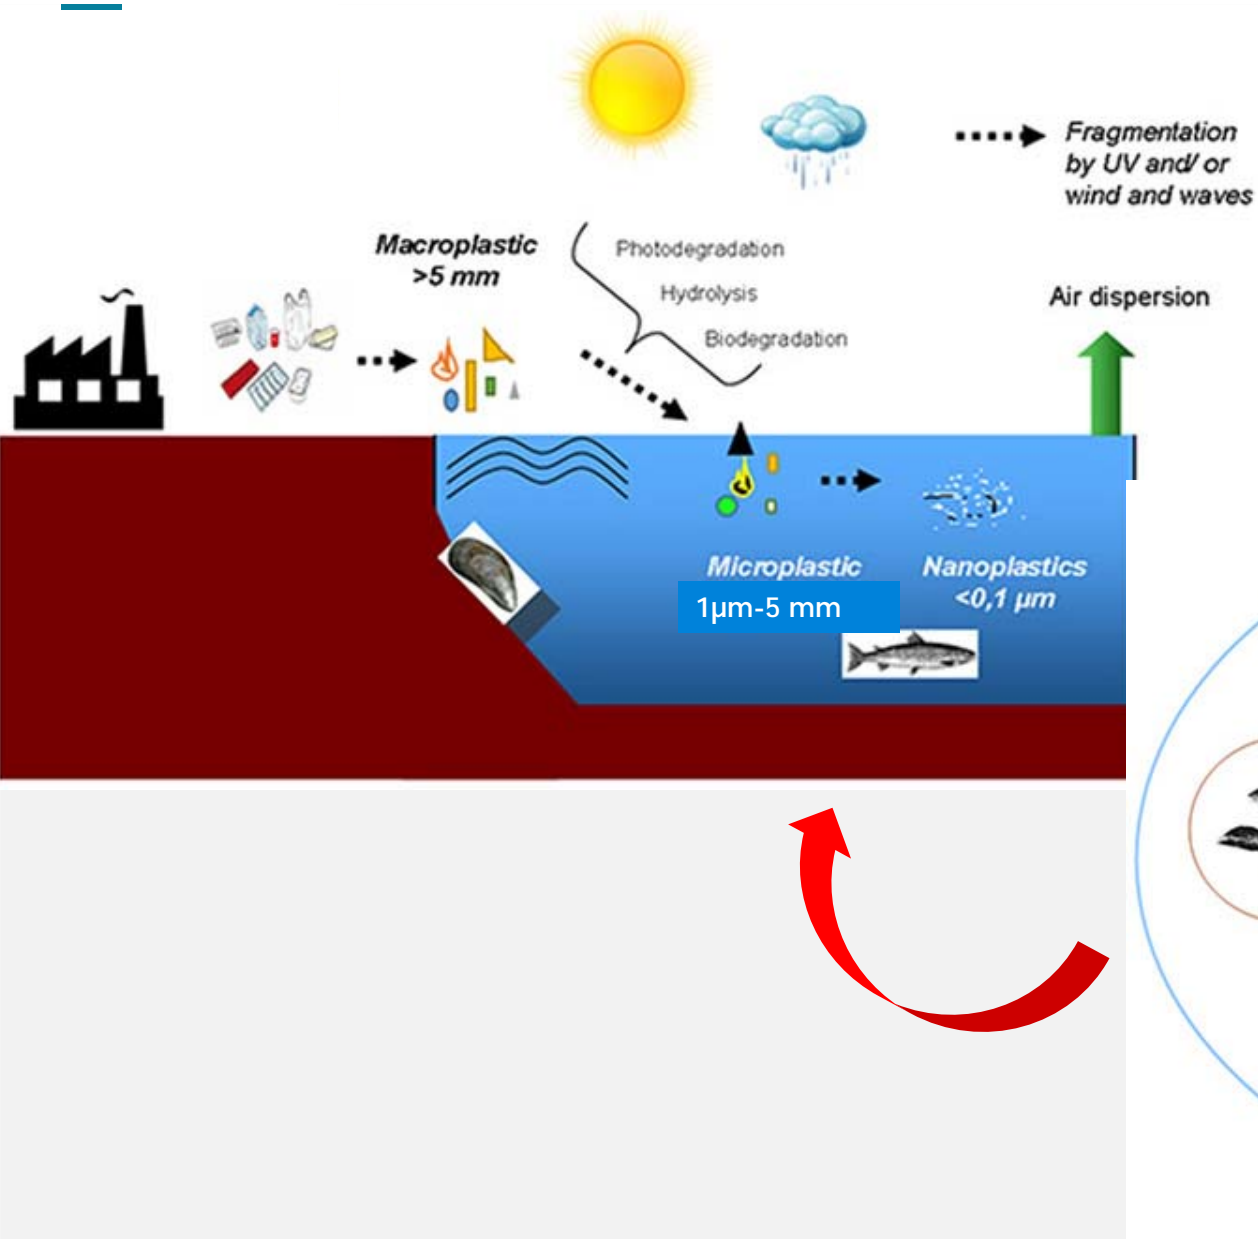 Fragmentation
by UV and/ or
wind and waves
Macroplastic
>5 mm
Photodegradation
Hydrolysis
Biodegradation
Air dispersion
Microplastic
1µm-5 mm
Nanoplastics
<0,1 µm